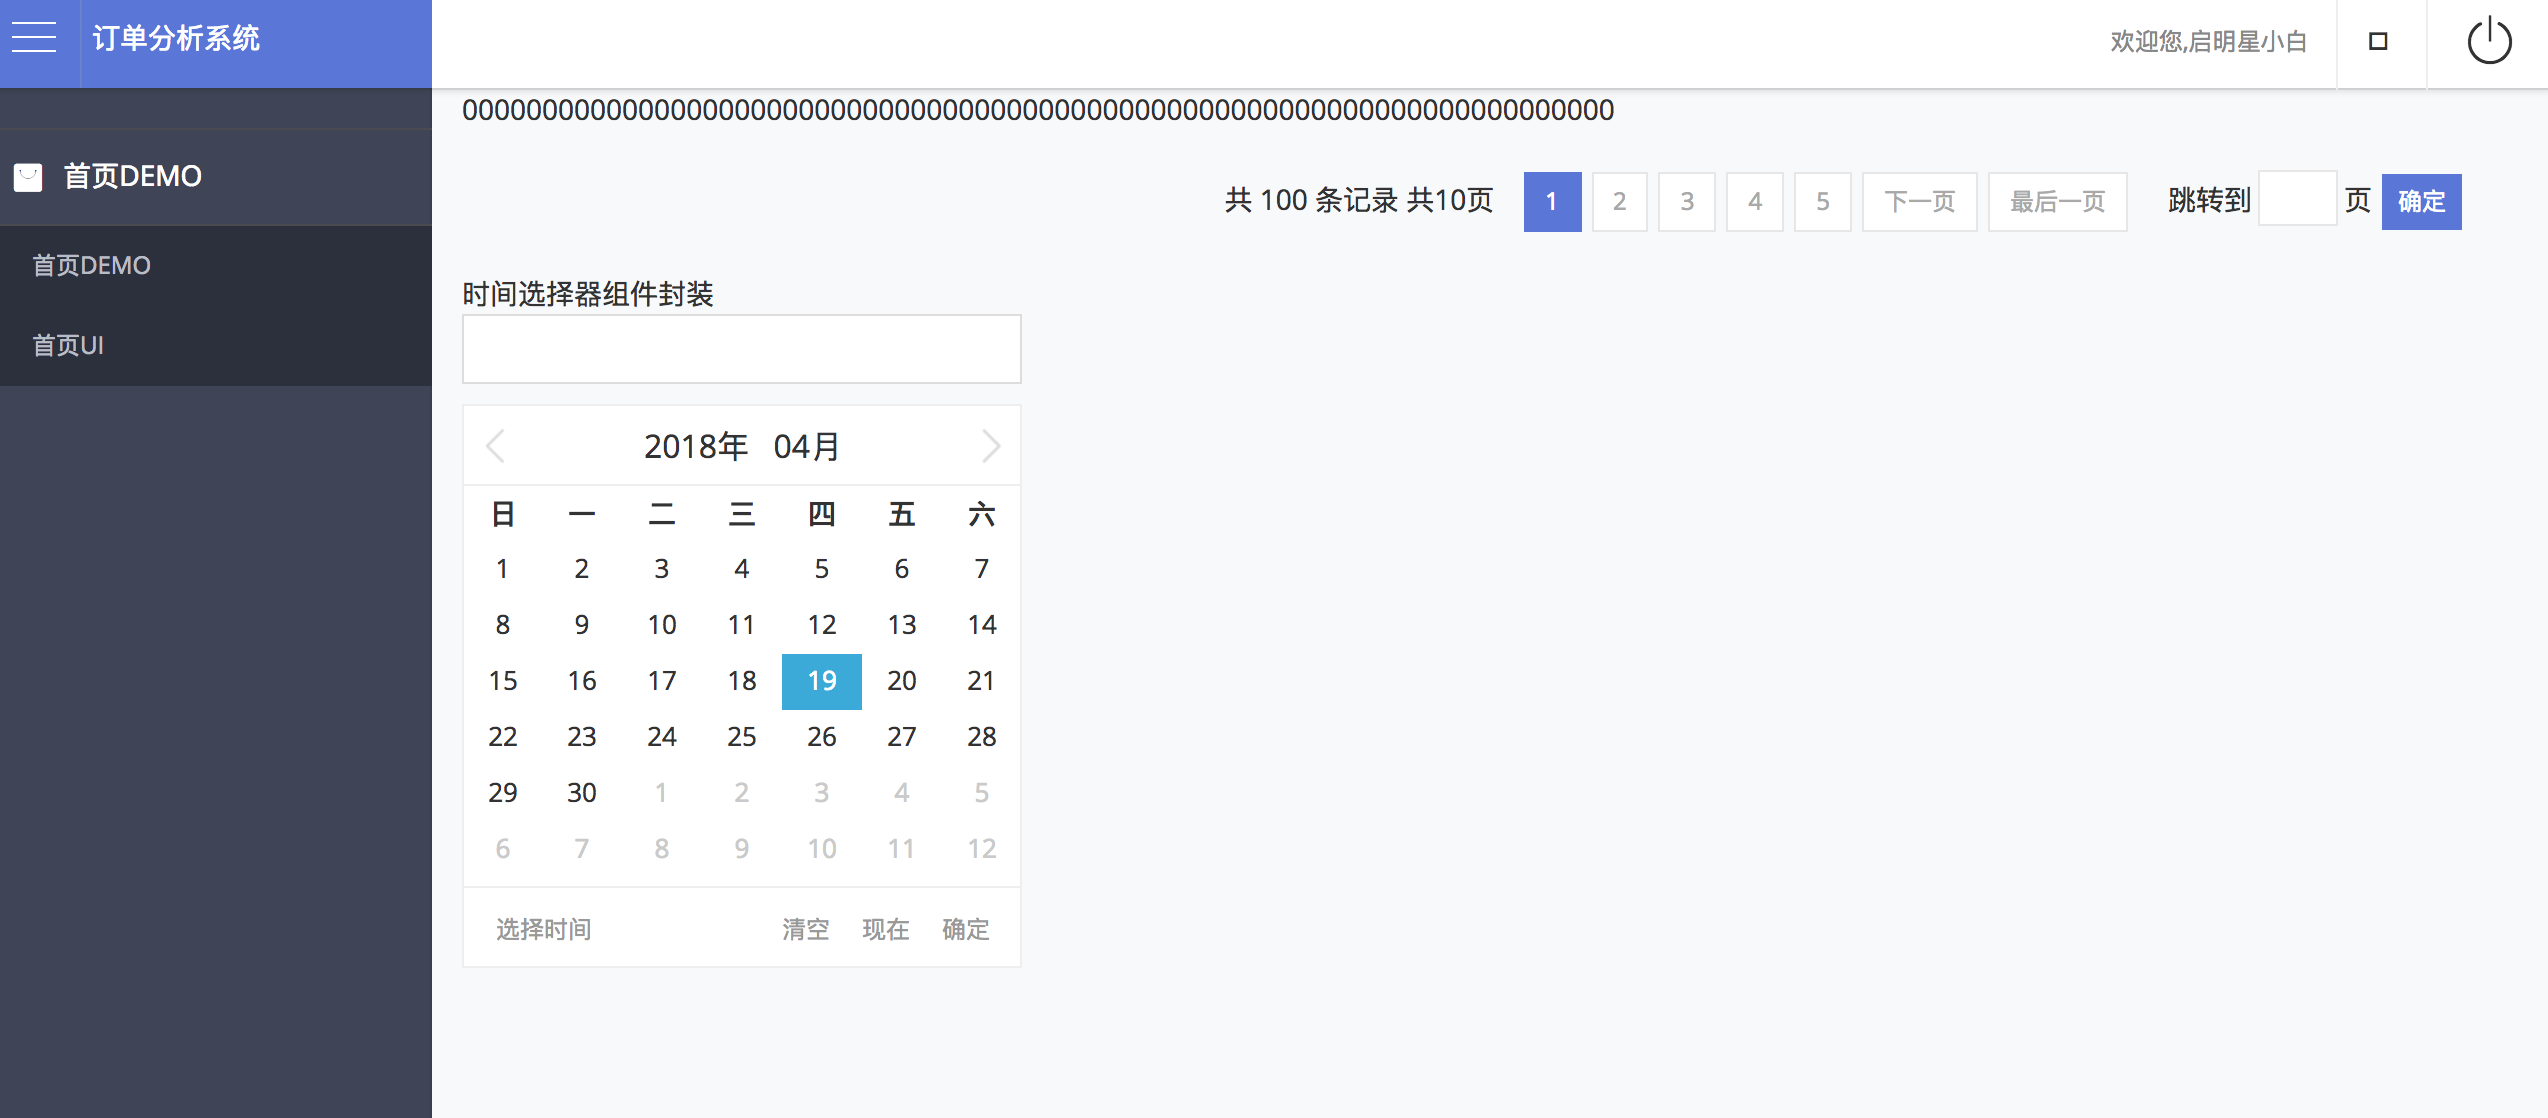 订单分析系统
欢迎您,启明星小白
000000000000000000000000000000000000000000000000000000000000000000000000
首页DEMO
首页DEMO
首页UI
共 100 条记录 共10页 1 2 3 4 5 下一页 最后一页 跳转到 页 确定
时间选择器组件封装
2018年 04月
日 一 二 三 四 五 六
1 2 3 4 5 6 7
8 9 10 11 12 13 14
15 16 17 18 19 20 21
22 23 24 25 26 27 28
29 30 1 2 3 4 5
6 7 8 9 10 11 12
选择时间 清空 现在 确定